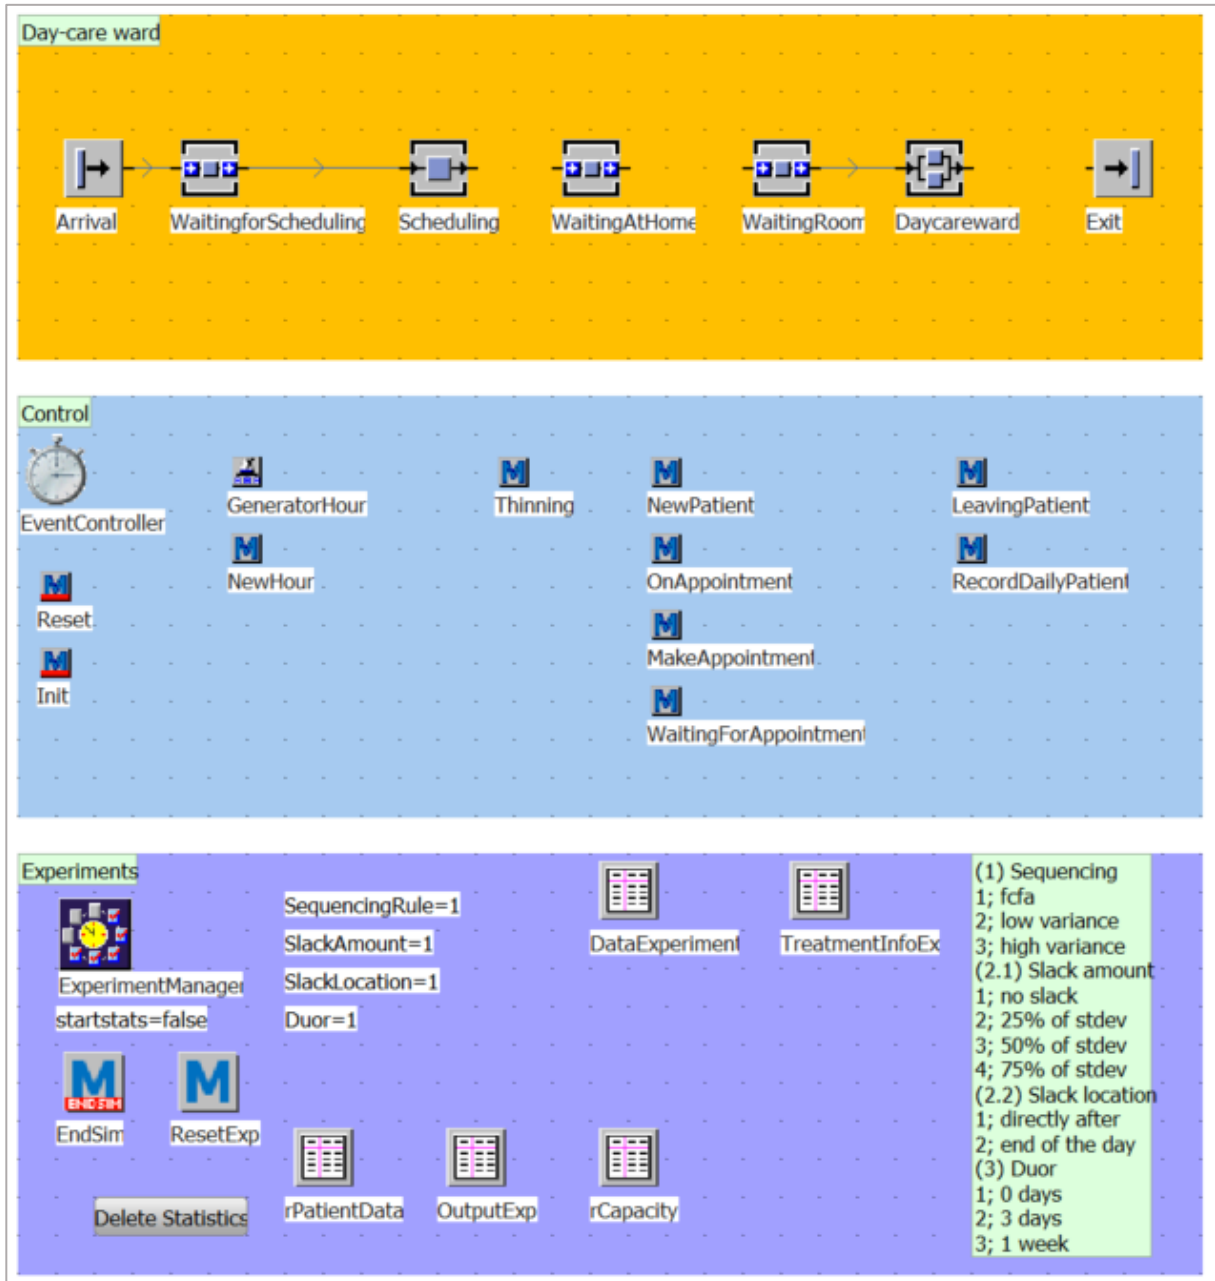 Day-care ward
Arrival
WaitingforScheduling
Scheduling
WaitingAtHome
WaitingRoom
Daycareward
Exit
Control
EventController
GeneratorHour
Thinning
NewPatient
LeavingPatient
NewHour
OnAppointment
RecordDailyPatient
Reset
MakeAppointment
Init
WaitingForAppointment
Experiments
ExperimentManager
startstats=false
SequencingRule=1
SlackAmount=1
SlackLocation=1
Duor=1
DataExperiment
TreatmentInfoEx
END SIM
EndSim
ResetExp
rPatientData
OutputExp
rCapacity
Delete Statistics
(1) Sequencing
1; fcfa
2; low variance
3; high variance
(2.1) Slack amount
1; no slack
2; 25% of stdev
3; 50% of stdev
4; 75% of stdev
(2.2) Slack location
1; directly after
2; end of the day
(3) Duor
1; 0 days
2; 3 days
3; 1 week